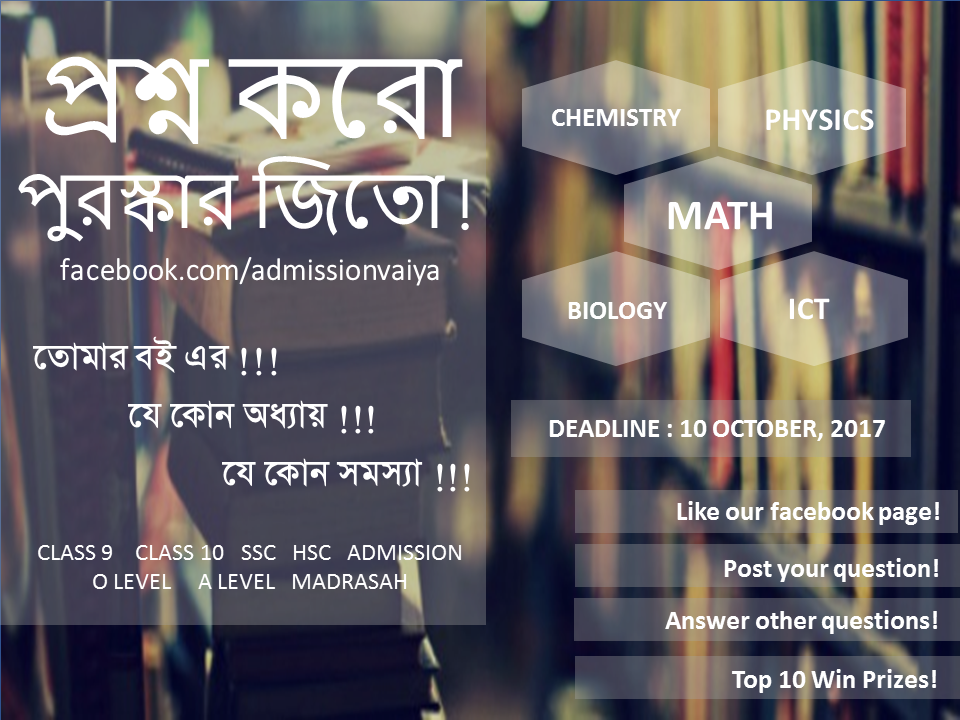 প্রশ্ন করো
পুরস্কার জিতো!
facebook.com/admissionvaiya
তোমার বই এর !!!
যে কোন অধ্যায় !!!
যে কোন সমস্যা !!!
CLASS 9 CLASS 10 SSC HSC ADMISSION
O LEVEL A LEVEL MADRASAH
CHEMISTRY
PHYSICS
MATH
BIOLOGY
ICT
DEADLINE : 10 OCTOBER, 2017
Like our facebook page!
Post your question!
Answer other questions!
Top 10 Win Prizes!